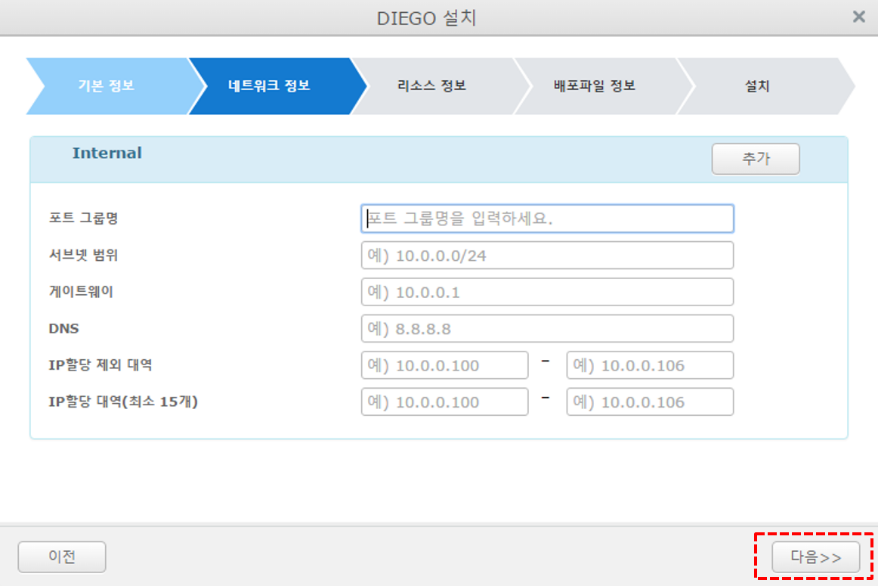 DIEGO 설치
×
기본 정보
네트워크 정보
리소스 정보
배포파일 정보
설치
Internal
추가
포트 그룹명
포트 그룹명을 입력하세요.
서브넷 범위
예) 10.0.0.0/24
게이트웨이
예) 10.0.0.1
DNS
예) 8.8.8.8
IP할당 제외 대역
예) 10.0.0.100 – 예) 10.0.0.106
IP할당 대역(최소 15개)
예) 10.0.0.100 – 예) 10.0.0.106
이전
다음>>